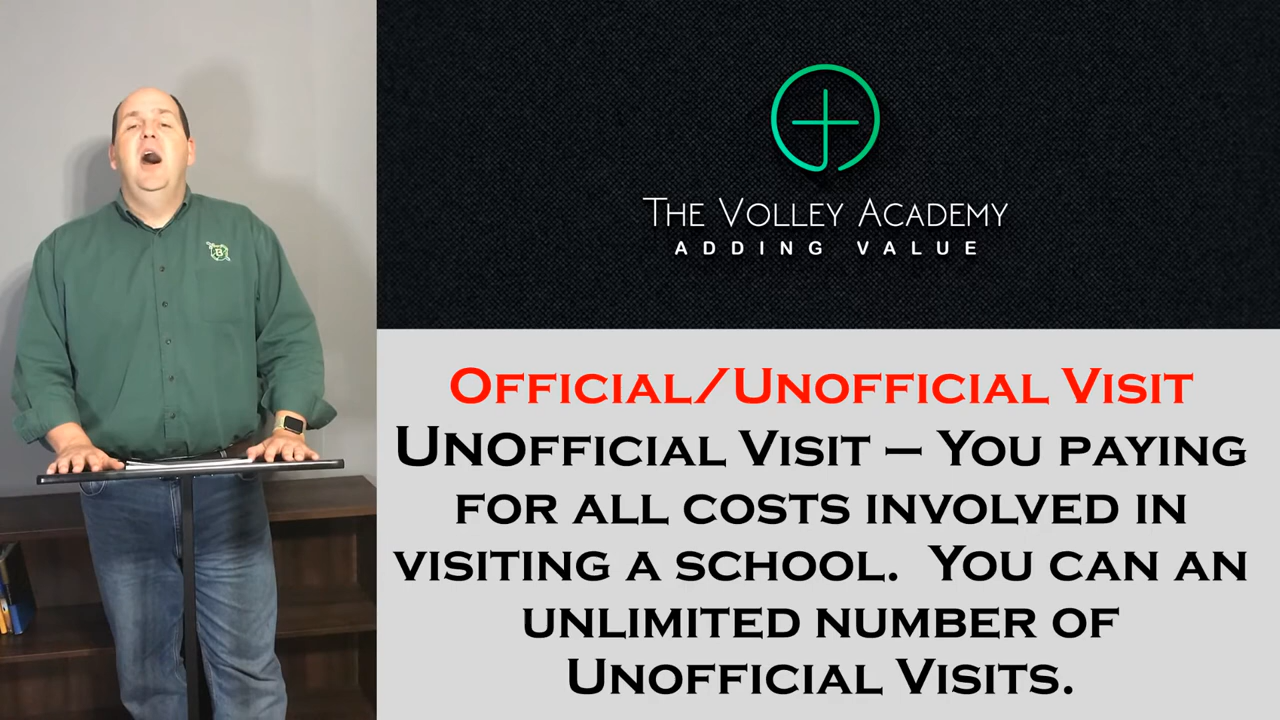 The Volley Academy
ADDING VALUE
Official/Unofficial Visit
Unofficial Visit – You paying
for all costs involved in
visiting a school. You can an
unlimited number of
Unofficial Visits.
B